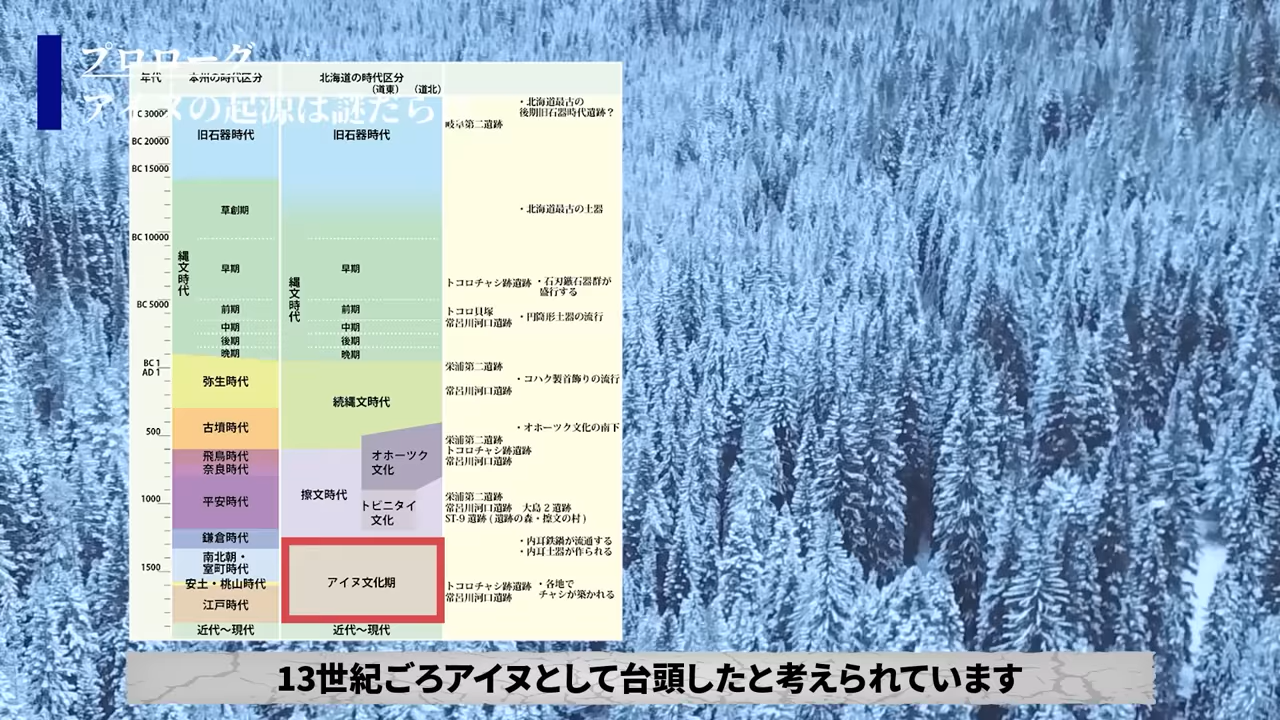 プロローグ
アイヌの起源は謎だら
年代 本州の時代区分 北海道の時代区分
（道東） （道北）
・北海道最古の
後期旧石器時代遺跡？
岐阜第二遺跡
旧石器時代 旧石器時代
BC 20000
BC 15000
草創期
・北海道最古の土器
BC 10000
縄文時代
早期 早期
縄文時代
トコロチャシ跡遺跡 ・石刃鏃石器群が
盛行する
BC 5000
前期 前期
トコロ貝塚
常呂川河口遺跡 ・円筒形土器の流行
中期 中期
後期 後期
晩期 晩期
BC 1
AD 1
栄浦第二遺跡
弥生時代
・コハク製首飾りの流行
常呂川河口遺跡
続縄文時代
古墳時代
・オホーツク文化の南下
500
栄浦第二遺跡
トコロチャシ跡遺跡
常呂川河口遺跡
飛鳥時代
奈良時代
オホーツク
文化
平安時代
擦文時代
1000
栄浦第二遺跡
常呂川河口遺跡 大島2遺跡
ST-9 遺跡 ( 遺跡の森・擦文の村 )
トビニタイ
文化
鎌倉時代
・内耳鉄鍋が流通する
・内耳土器が作られる
南北朝・
室町時代
1500
アイヌ文化期
安土・桃山時代
トコロチャシ跡遺跡 ・各地で
常呂川河口遺跡 チャシが築かれる
江戸時代
近代～現代 近代～現代
13世紀ごろアイヌとして台頭したと考えられています